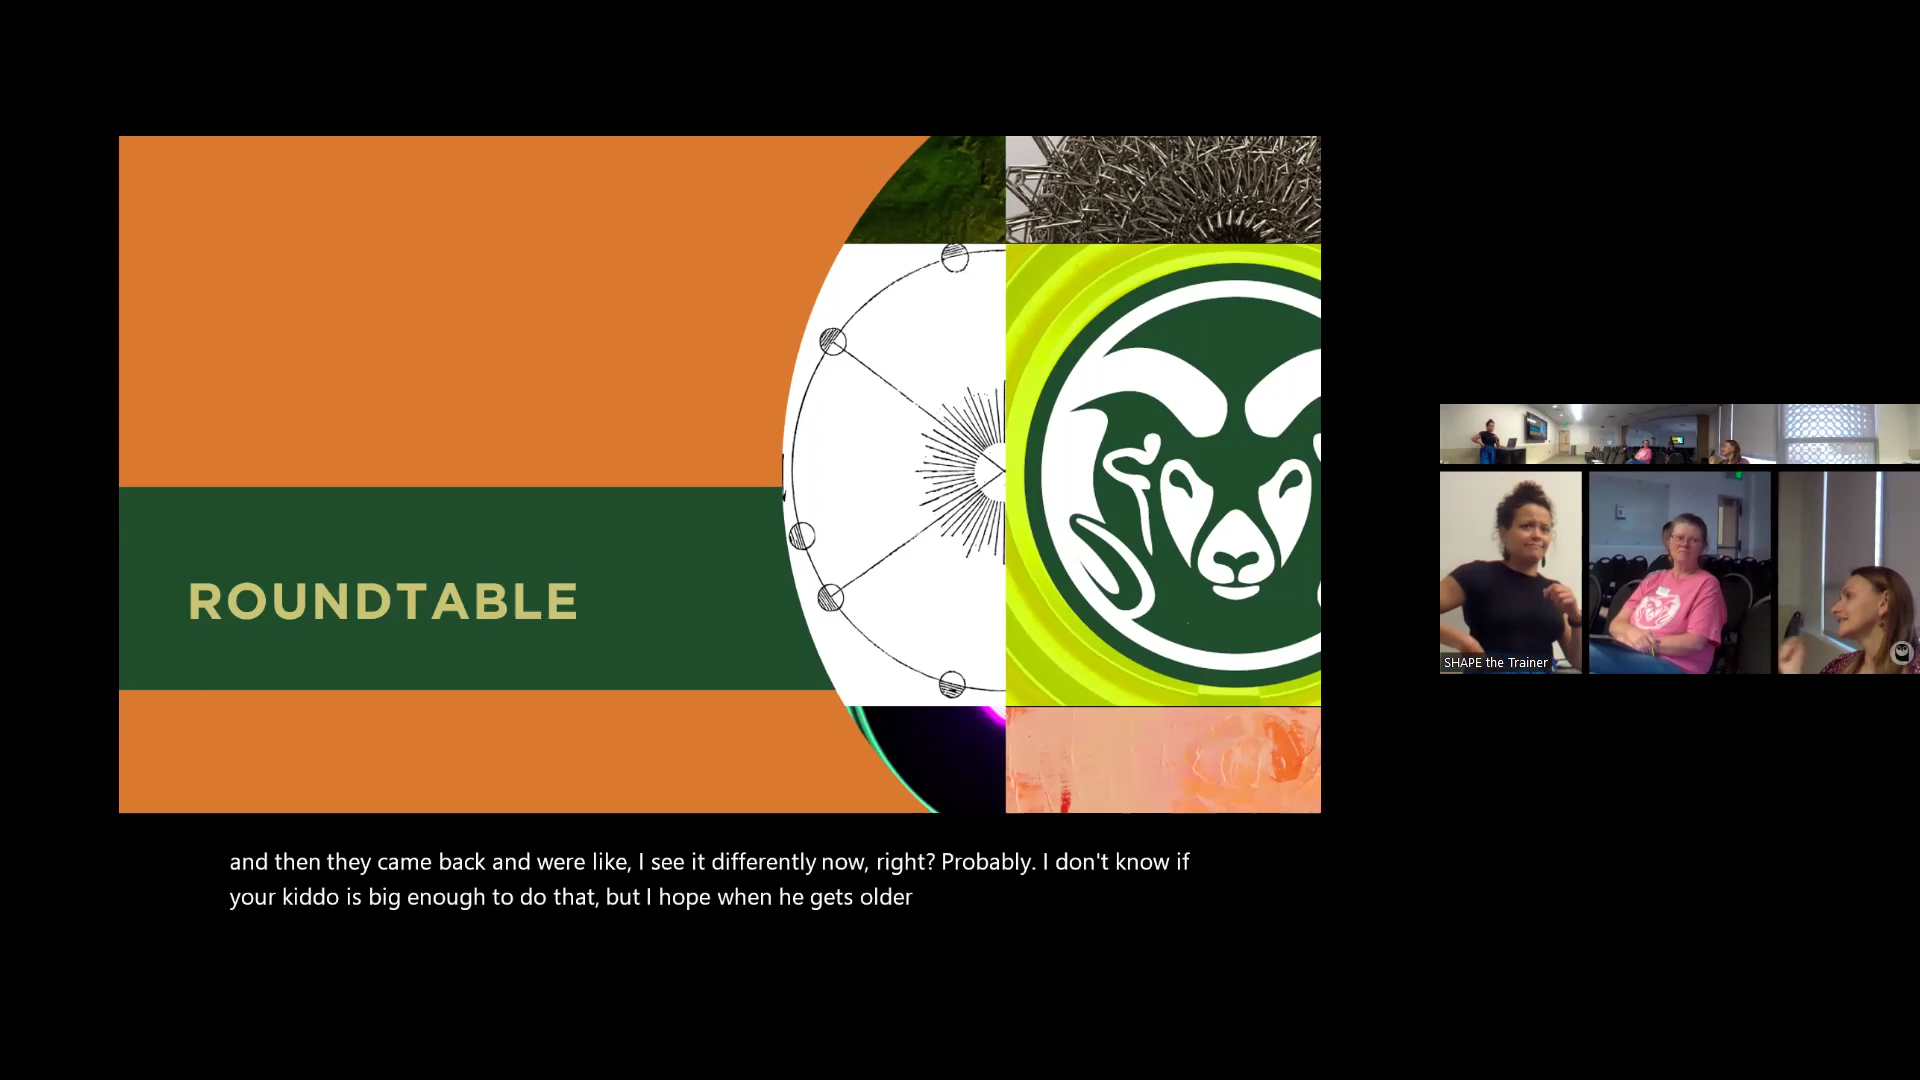 ROUNDTABLE
SHAPE the Trainer
and then they came back and were like, I see it differently now, right? Probably. I don't know if
your kiddo is big enough to do that, but I hope when he gets older